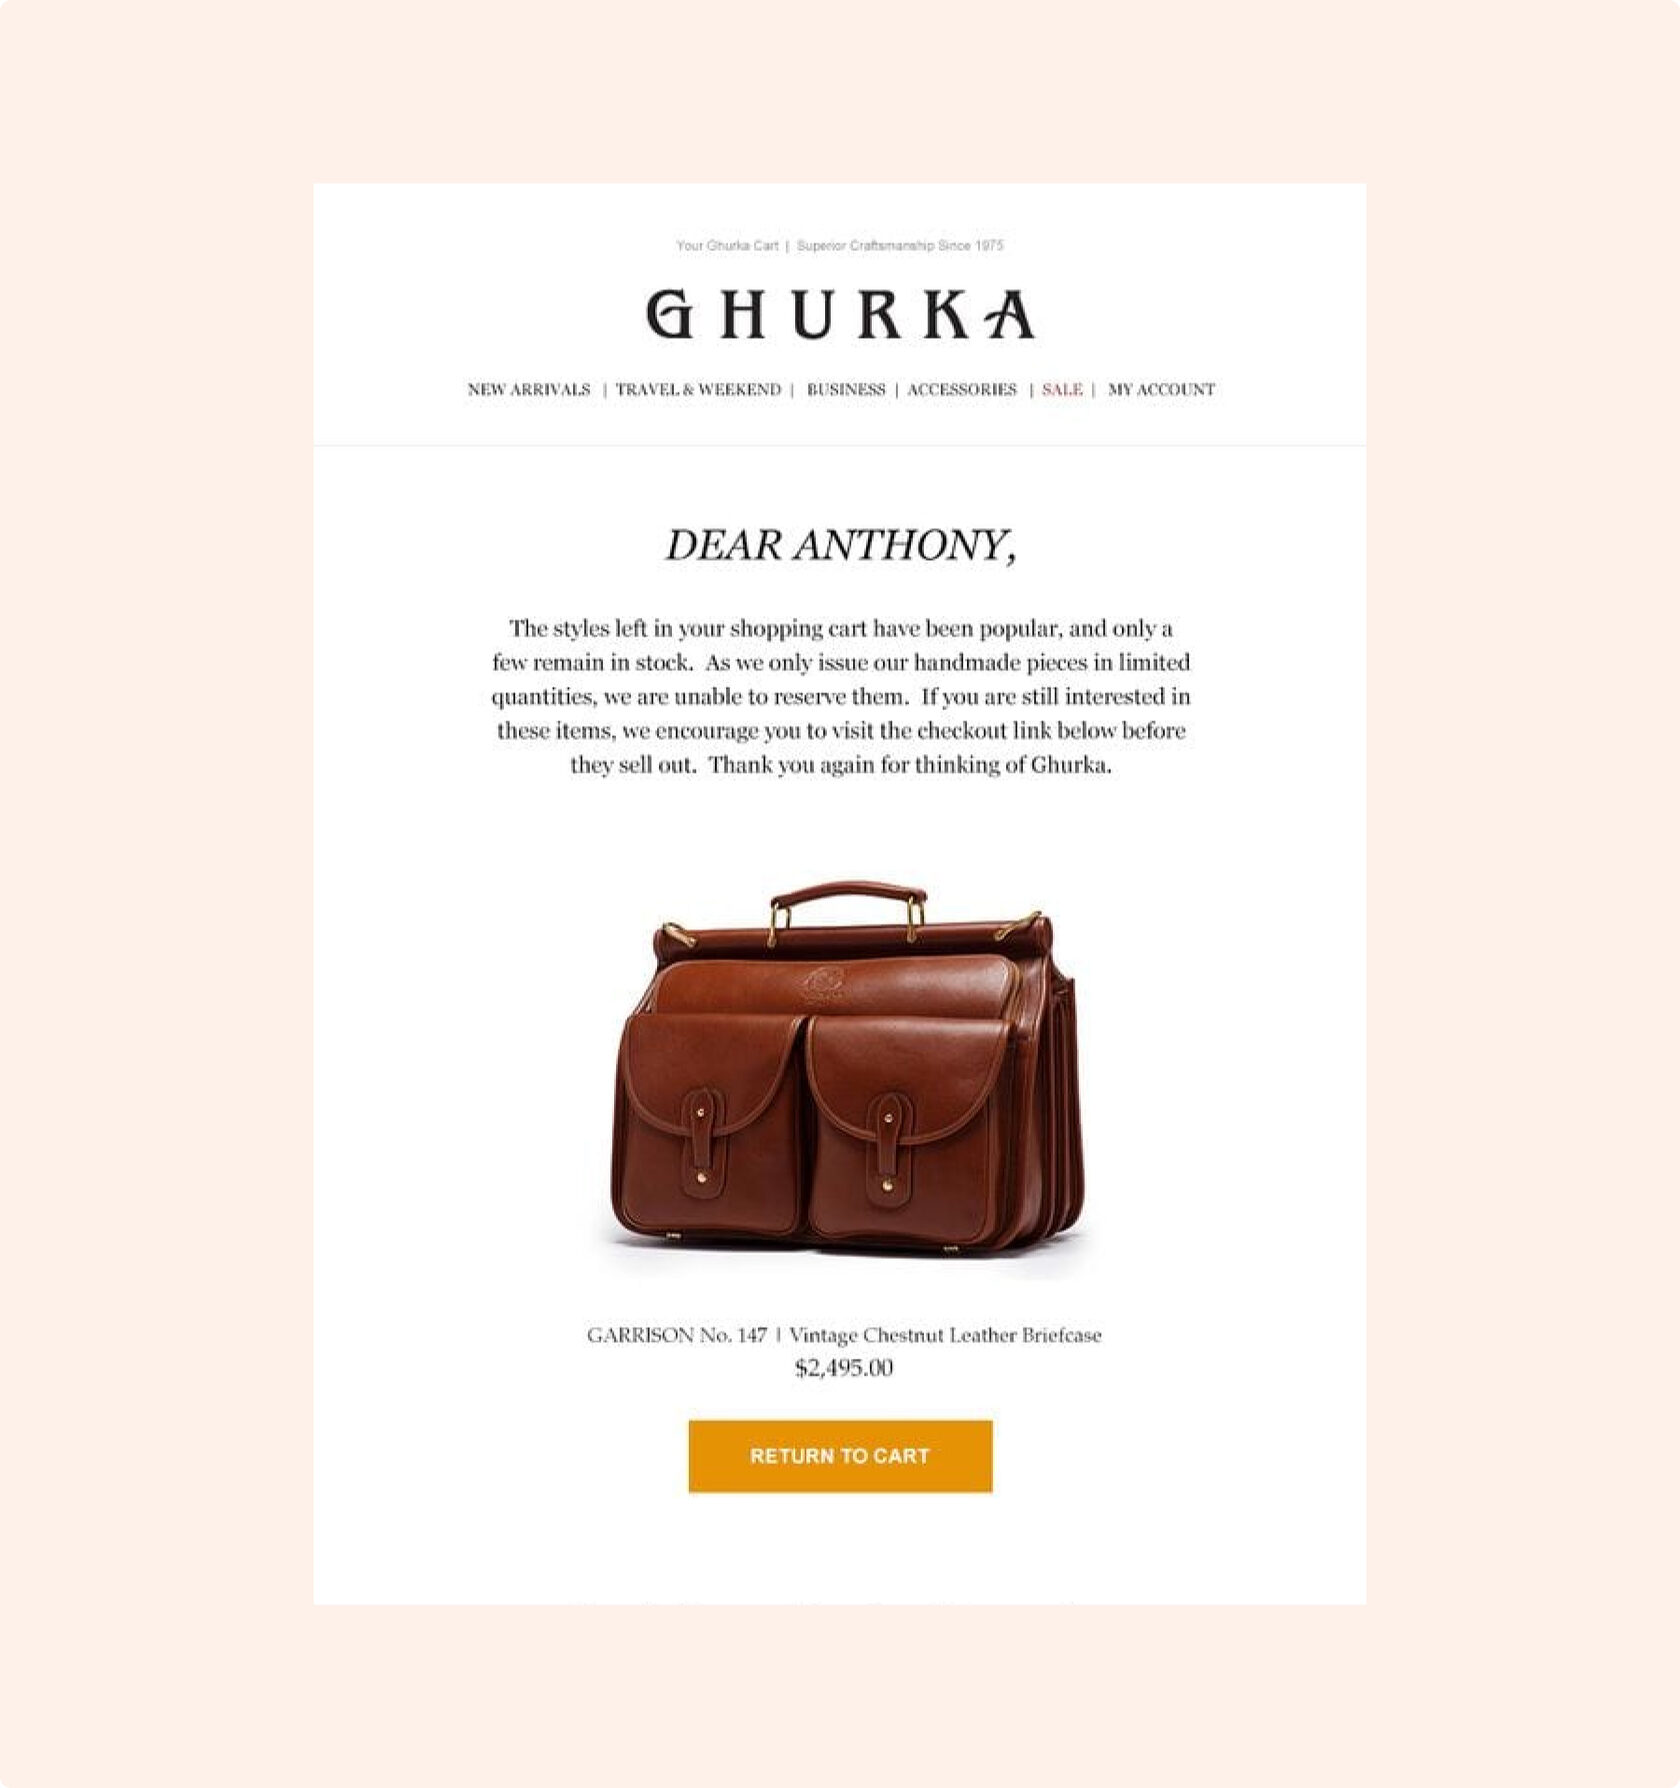 Your Ghurka Cart | Superior Craftsmanship Since 1975
GHURKA
NEW ARRIVALS | TRAVEL & WEEKEND | BUSINESS | ACCESSORIES | SALE | MY ACCOUNT
DEAR ANTHONY,
The styles left in your shopping cart have been popular, and only a
few remain in stock. As we only issue our handmade pieces in limited
quantities, we are unable to reserve them. If you are still interested in
these items, we encourage you to visit the checkout link below before
they sell out. Thank you again for thinking of Ghurka.
GARRISON No. 147 | Vintage Chestnut Leather Briefcase
$2,495.00
RETURN TO CART